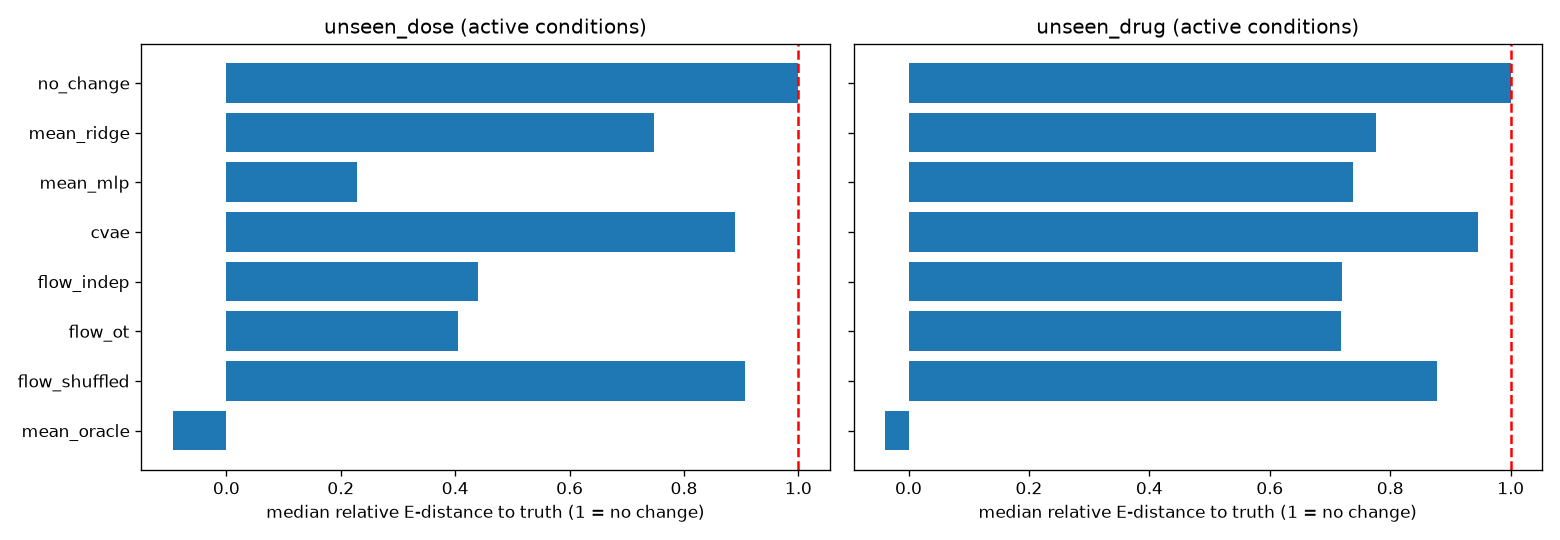 unseen_dose (active conditions)
unseen_drug (active conditions)
no_change
mean_ridge
mean_mlp
cvae
flow_indep
flow_ot
flow_shuffled
mean_oracle
0.0 0.2 0.4 0.6 0.8 1.0
0.0 0.2 0.4 0.6 0.8 1.0
median relative E-distance to truth (1 = no change)
median relative E-distance to truth (1 = no change)